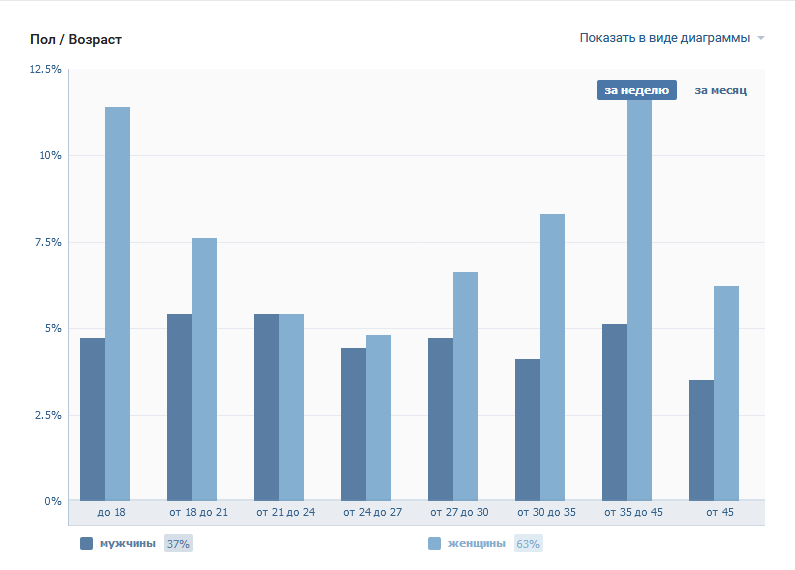 Пол / Возраст
Показать в виде диаграммы
12.5%
за неделю за месяц
10%
7.5%
5%
2.5%
0%
до 18 от 18 до 21 от 21 до 24 от 24 до 27 от 27 до 30 от 30 до 35 от 35 до 45 от 45
мужчины 37% женщины 63%